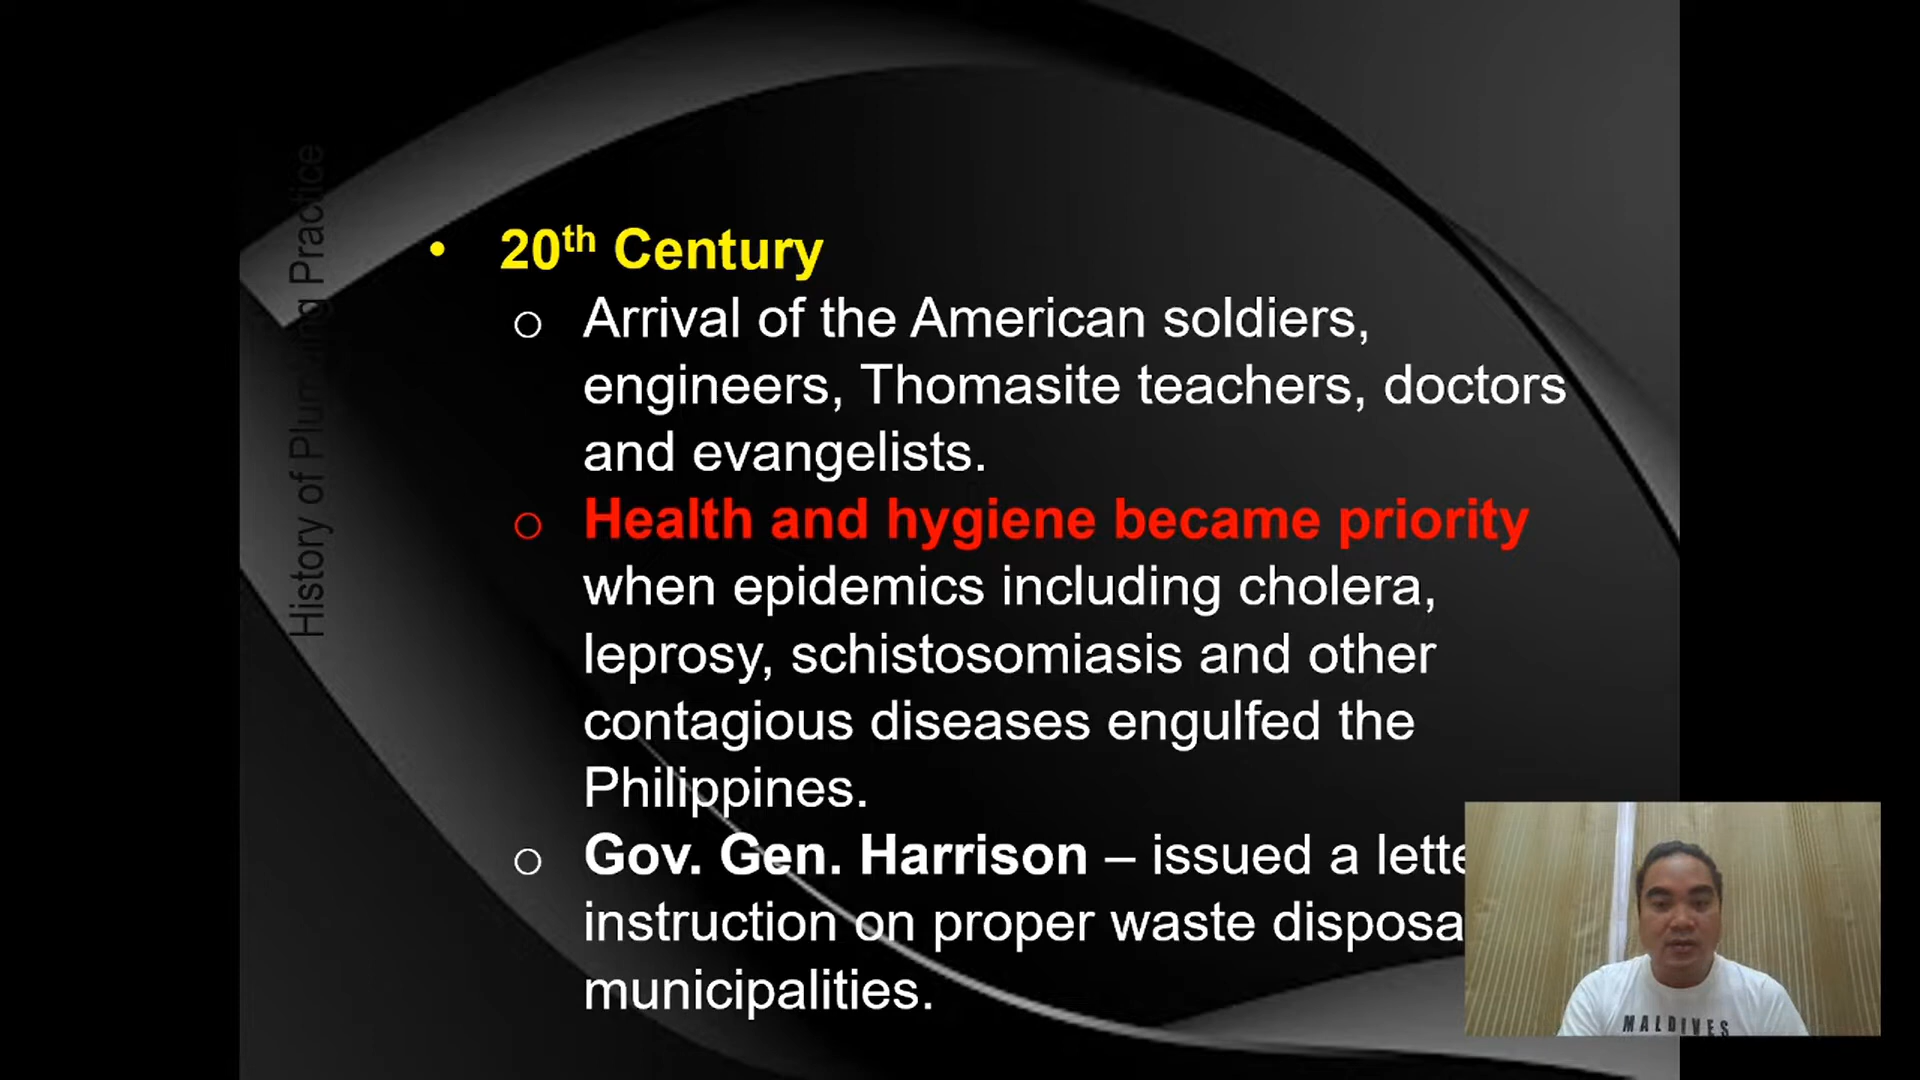 History of Plumbing Practice
• 20th Century
o Arrival of the American soldiers,
engineers, Thomasite teachers, doctors
and evangelists.
o Health and hygiene became priority
when epidemics including cholera,
leprosy, schistosomiasis and other
contagious diseases engulfed the
Philippines.
o Gov. Gen. Harrison – issued a
instruction on proper waste
municipalities.
MALDIVES